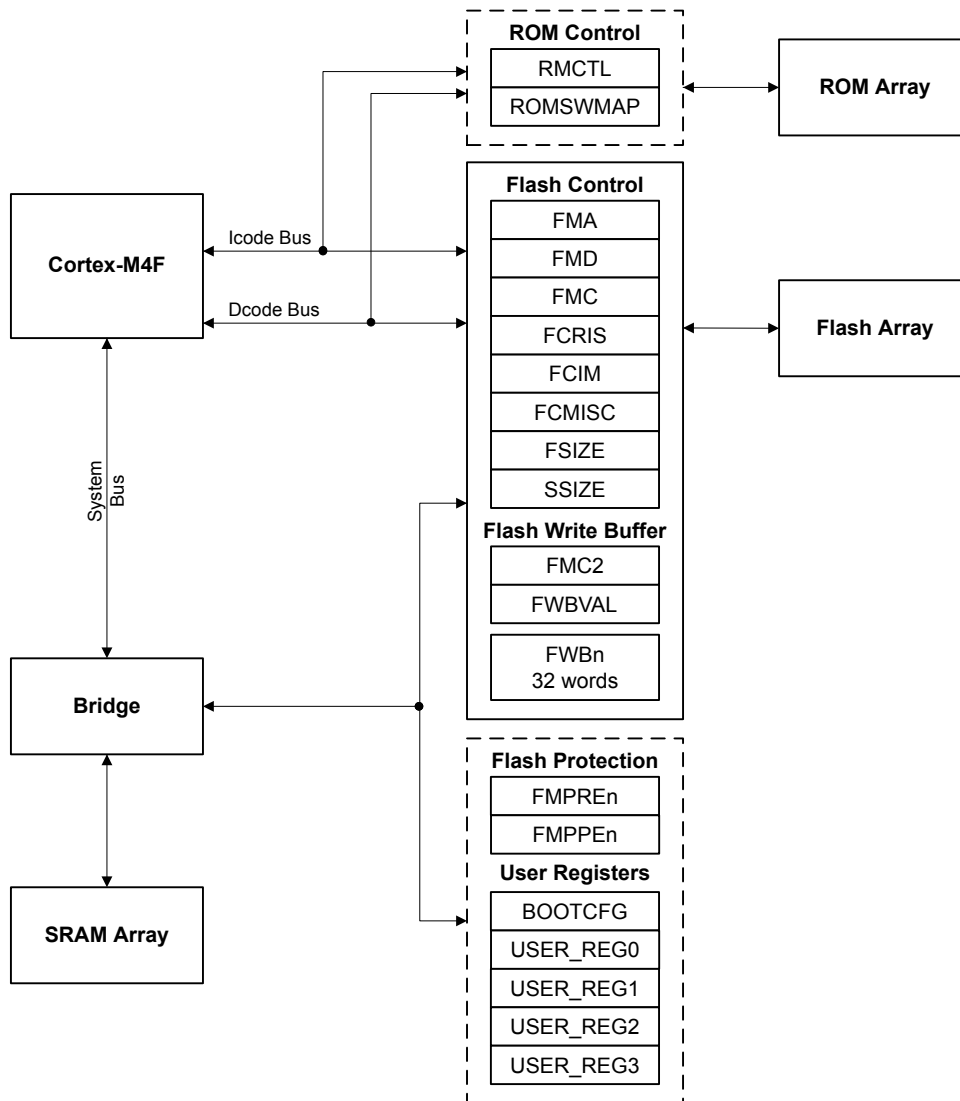 ROM Control
RMCTL
ROMSWMAP
ROM Array
Flash Control
FMA
FMD
FMC
FCRIS
FCIM
FCMISC
FSIZE
SSIZE
Flash Write Buffer
FMC2
FWBVAL
FWBn
32 words
Cortex-M4F
Icode Bus
Dcode Bus
Flash Array
System
Bus
Bridge
SRAM Array
Flash Protection
FMPREn
FMPPEn
User Registers
BOOTCFG
USER_REG0
USER_REG1
USER_REG2
USER_REG3